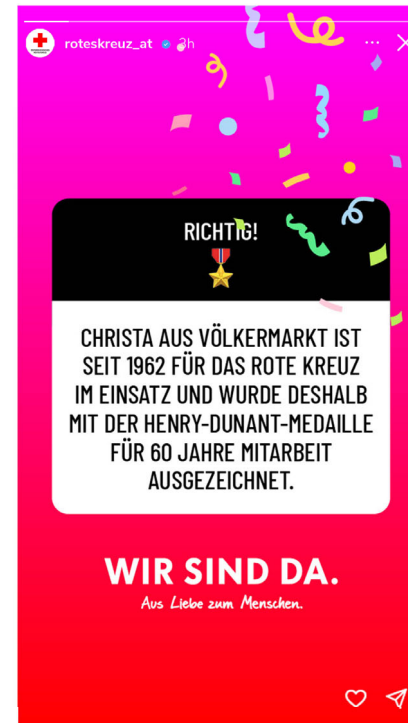 roteskreuz_at 3h
RICHTIG!
CHRISTA AUS VÖLKERMARKT IST
SEIT 1962 FÜR DAS ROTE KREUZ
IM EINSATZ UND WURDE DESHALB
MIT DER HENRY-DUNANT-MEDAILLE
FÜR 60 JAHRE MITARBEIT
AUSGEZEICHNET.
WIR SIND DA.
Aus Liebe zum Menschen.